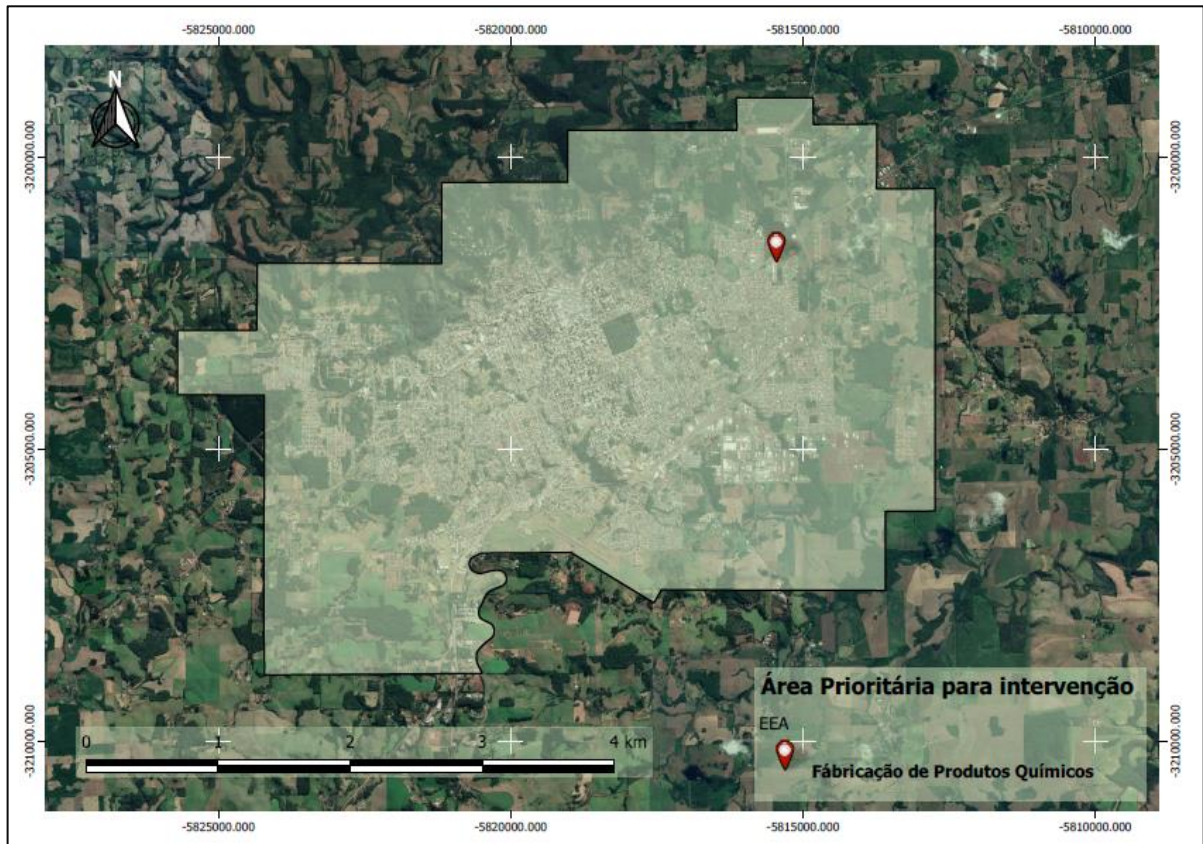 -5825000.000 -5820000.000 -5815000.000 -5810000.000
N
-3200000.000 -3200000.000
-3205000.000 -3205000.000
Área Prioritária para intervenção
EEA
0 1 2 3 4 km
-3210000.000 -3210000.000
Fábricação de Produtos Químicos
-5825000.000 -5820000.000 -5815000.000 -5810000.000